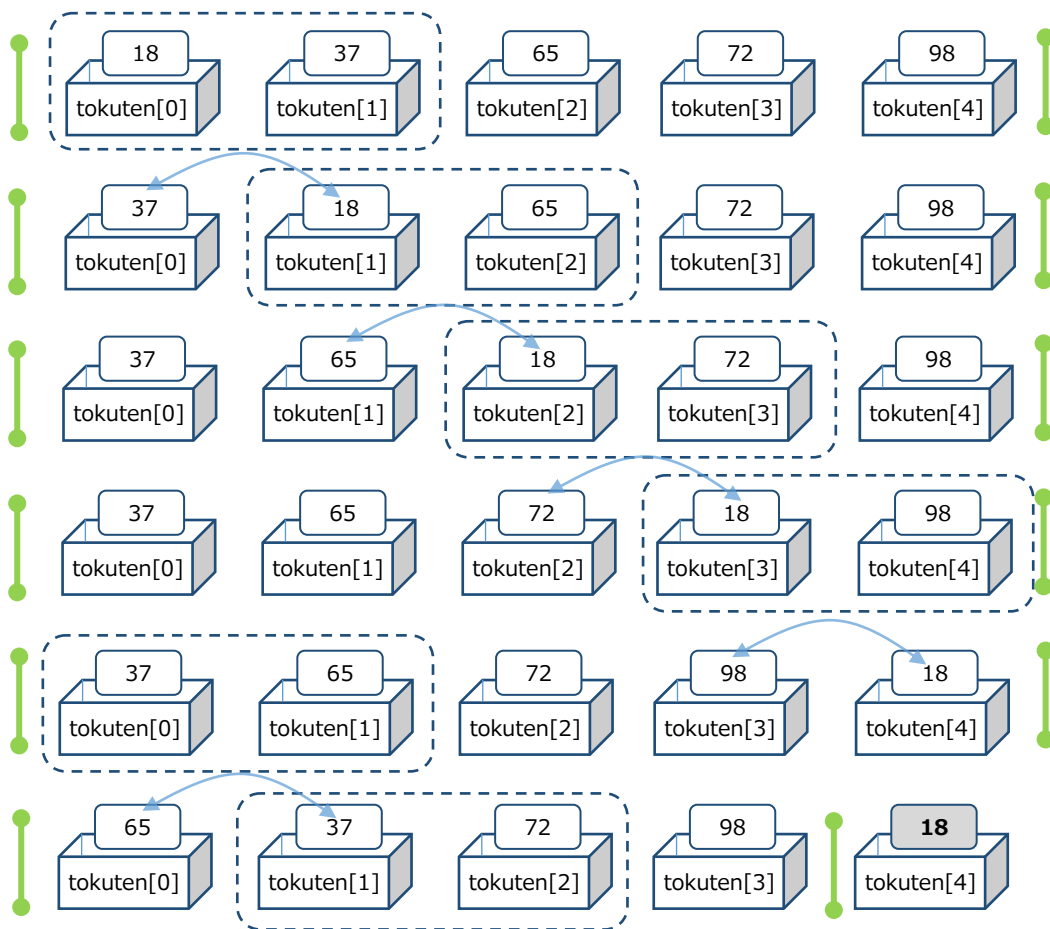 18 37 65 72 98
tokuten[0] tokuten[1] tokuten[2] tokuten[3] tokuten[4]
37 18 65 72 98
tokuten[0] tokuten[1] tokuten[2] tokuten[3] tokuten[4]
37 65 18 72 98
tokuten[0] tokuten[1] tokuten[2] tokuten[3] tokuten[4]
37 65 72 18 98
tokuten[0] tokuten[1] tokuten[2] tokuten[3] tokuten[4]
37 65 72 98 18
tokuten[0] tokuten[1] tokuten[2] tokuten[3] tokuten[4]
65 37 72 98 18
tokuten[0] tokuten[1] tokuten[2] tokuten[3] tokuten[4]